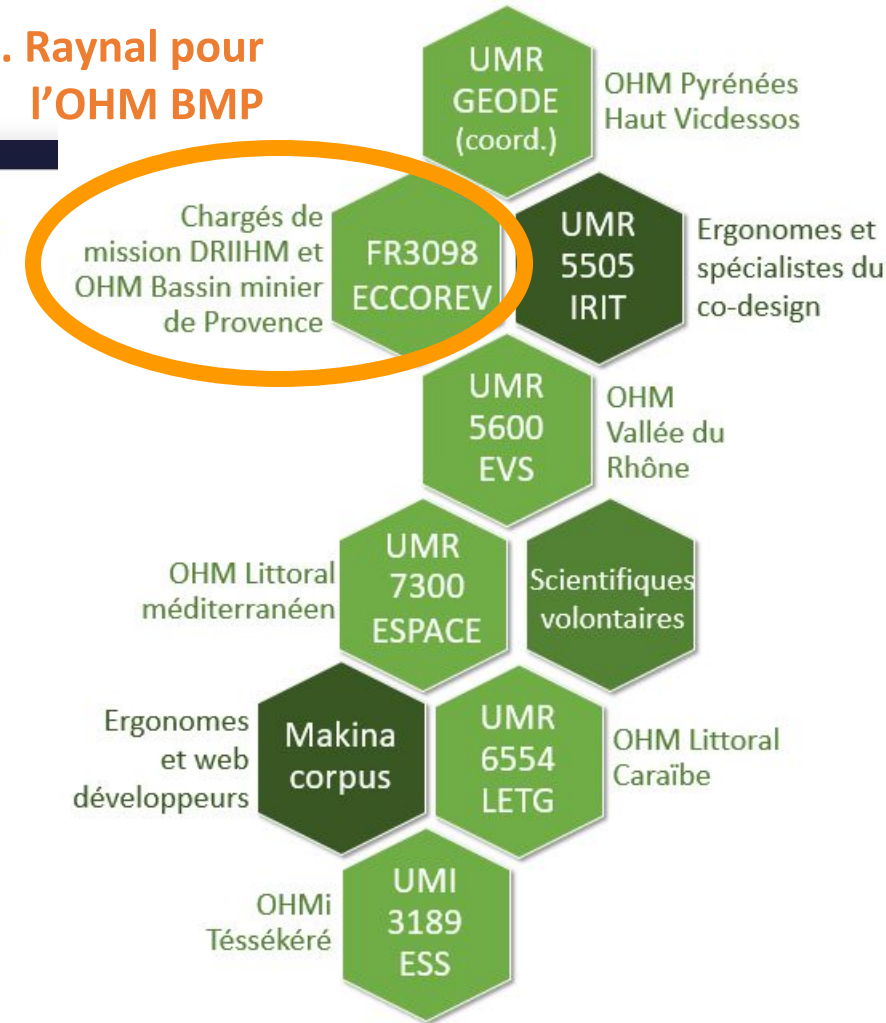 . Raynal pour
l'OHM BMP
UMR
GEODE
(coord.)
OHM Pyrénées
Haut Vicdessos
Chargés de
mission DRIIHM et
OHM Bassin minier
de Provence
FR3098
ECCOREV
UMR
5505
IRIT
Ergonomes et
spécialistes du
co-design
UMR
5600
EVS
OHM
Vallée du
Rhône
OHM Littoral
méditerranéen
UMR
7300
ESPACE
Scientifiques
volontaires
Ergonomes
et web
développeurs
Makina
corpus
UMR
6554
LETG
OHM Littoral
Caraïbe
OHMi
Téssékéré
UMI
3189
ESS